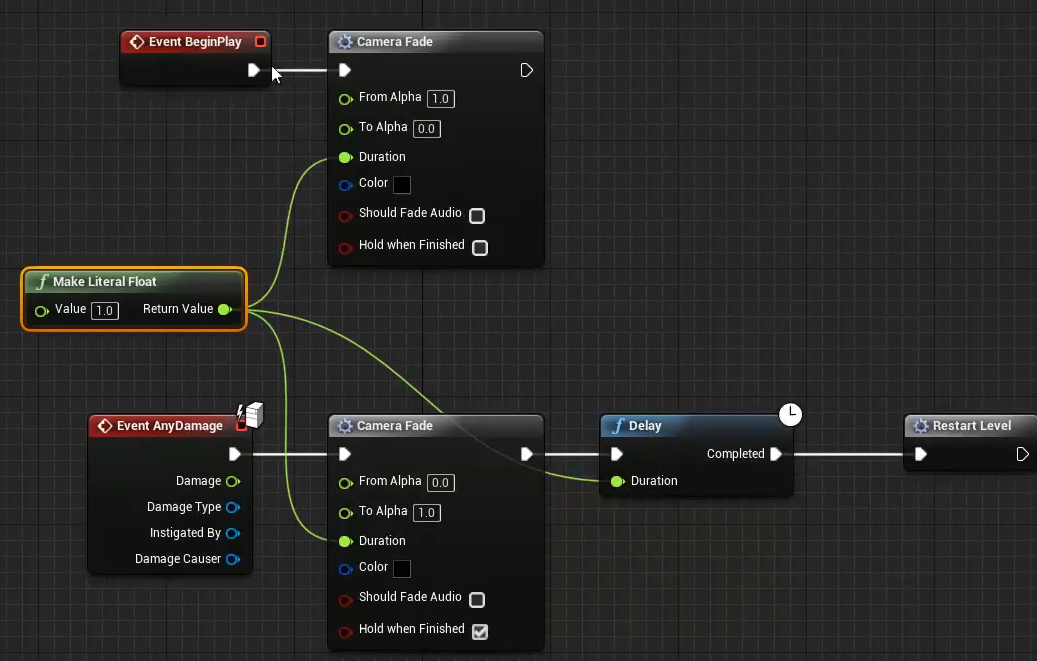 Event BeginPlay
Camera Fade
From Alpha 1.0
To Alpha 0.0
Duration
Color
Should Fade Audio
Hold when Finished
f Make Literal Float
Value 1.0 Return Value
Event AnyDamage
Damage
Damage Type
Instigated By
Damage Causer
Camera Fade
From Alpha 0.0
To Alpha 1.0
Duration
Color
Should Fade Audio
Hold when Finished
f Delay
Completed
Duration
Restart Level